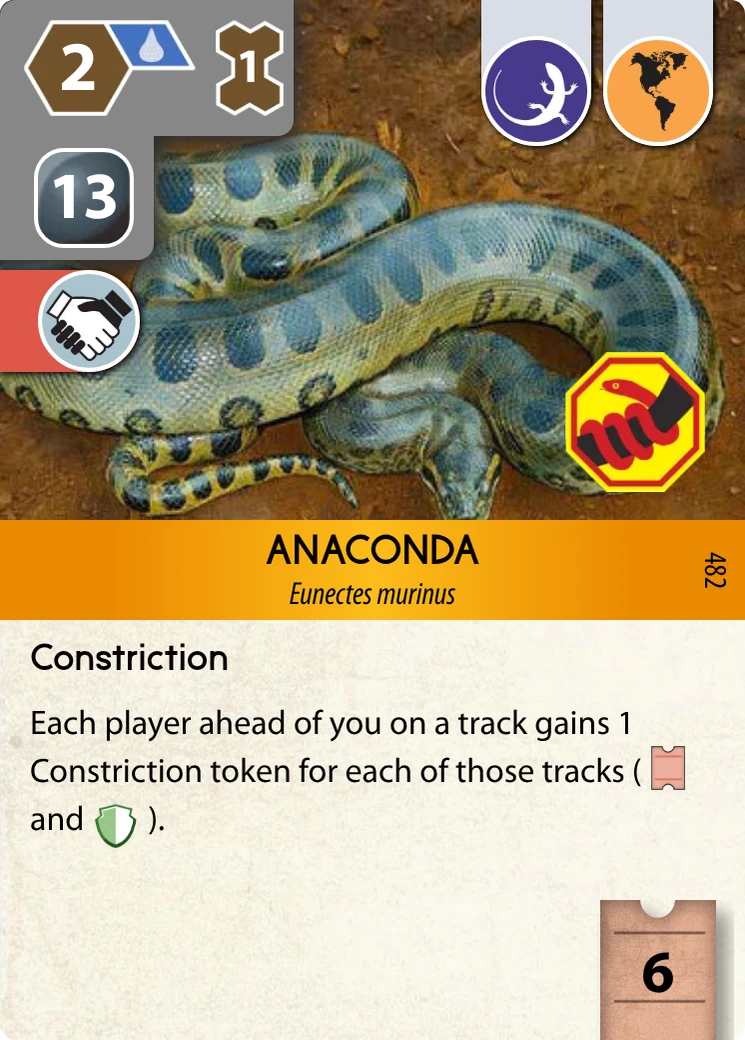 2
1
13
ANACONDA
Eunectes murinus
482
Constriction
Each player ahead of you on a track gains 1
Constriction token for each of those tracks (
and ).
6